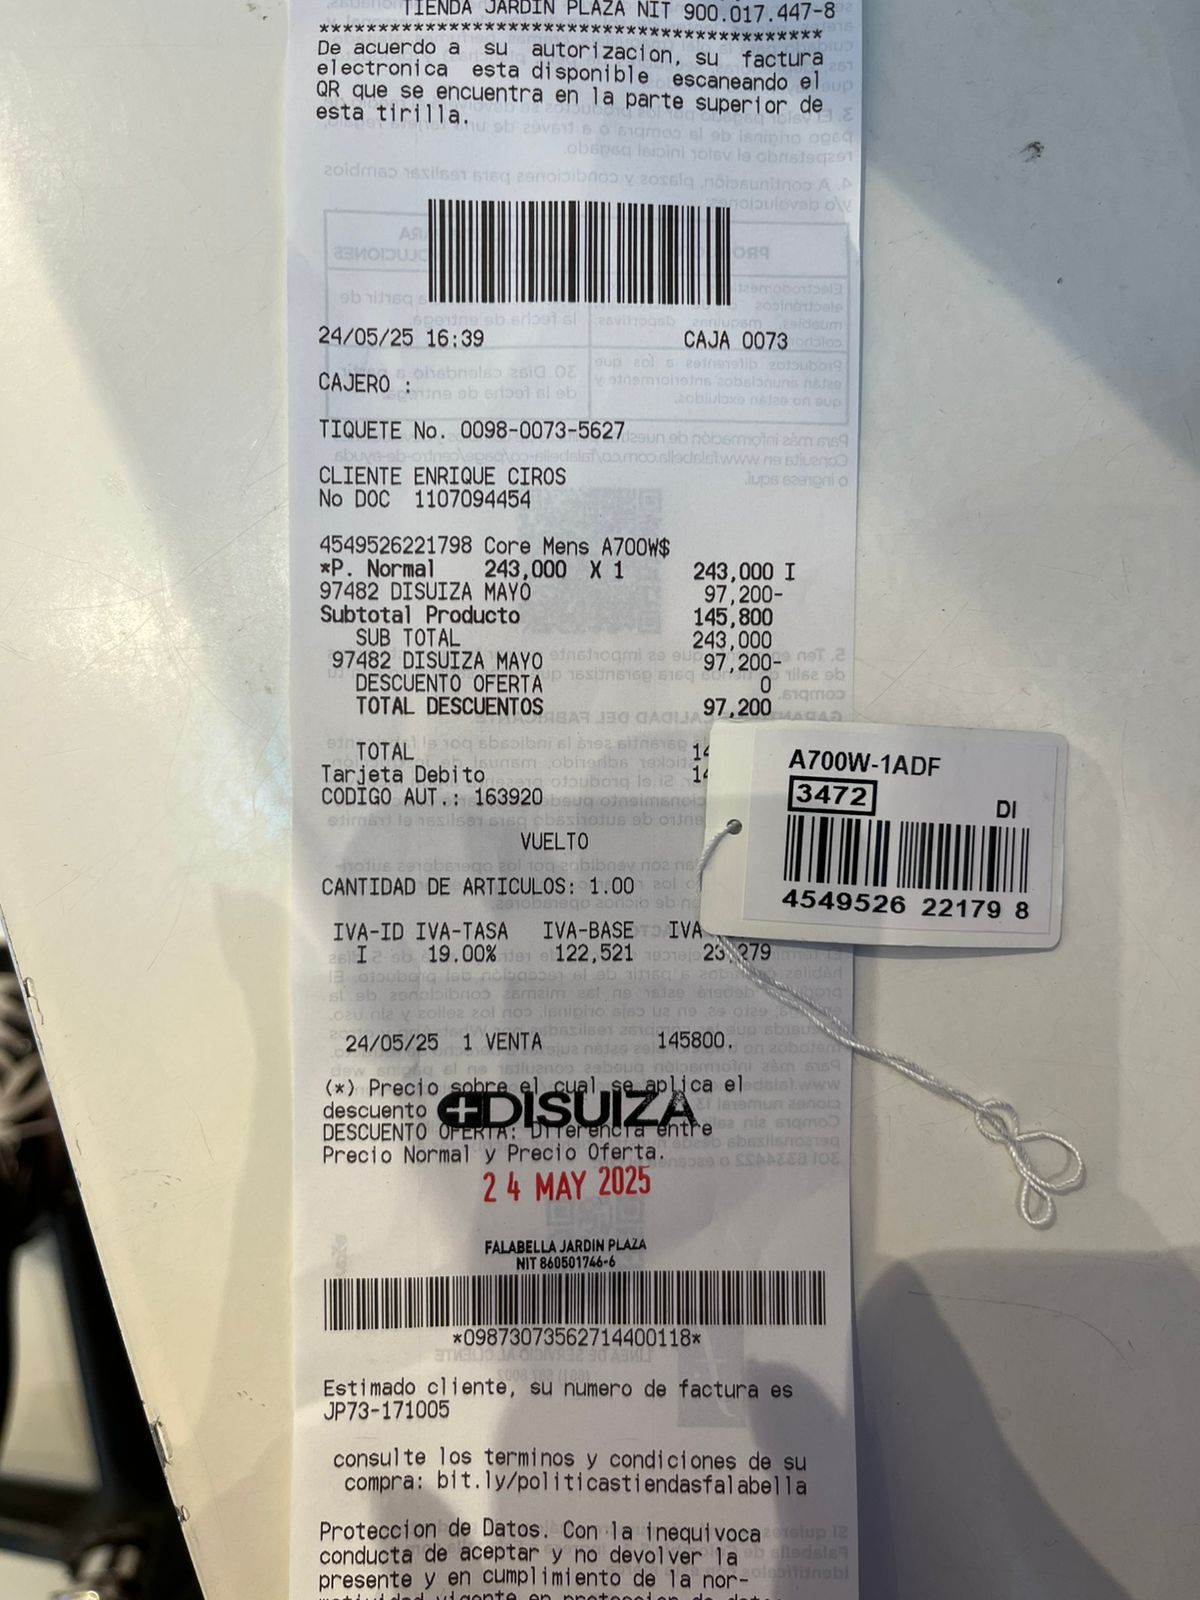 TIENDA JARDIN PLAZA NIT 900.017.447-8
********************************************
De acuerdo a su autorizacion, su factura
electronica esta disponible escaneando el
QR que se encuentra en la parte superior de
esta tirilla.
24/05/25 16:39 CAJA 0073
CAJERO :
TIQUETE No. 0098-0073-5627
CLIENTE ENRIQUE CIROS
No DOC 1107094454
4549526221798 Core Mens A700W$
*P. Normal 243,000 X 1 243,000 I
97482 DISUIZA MAYO 97,200-
Subtotal Producto 145,800
SUB TOTAL 243,000
97482 DISUIZA MAYO 97,200-
DESCUENTO OFERTA 0
TOTAL DESCUENTOS 97,200
TOTAL 14
Tarjeta Debito 14
CODIGO AUT.: 163920
VUELTO
CANTIDAD DE ARTICULOS: 1.00
IVA-ID IVA-TASA IVA-BASE IVA
I 19.00% 122,521 23,279
A700W-1ADF
3472 DI
4549526 22179 8
24/05/25 1 VENTA 145800.
(*) Precio sobre el cual se aplica el
descuento
DISUIZA
DESCUENTO OFERTA: Diferencia entre
Precio Normal y Precio Oferta.
24 MAY 2025
FALABELLA JARDIN PLAZA
NIT 860501746-6
*09873073562714400118*
Estimado cliente, su numero de factura es
JP73-171005
consulte los terminos y condiciones de su
compra: bit.ly/politicastiendasfalabella
Proteccion de Datos. Con la inequivoca
conducta de aceptar y no devolver la
presente y en cumplimiento de la nor-